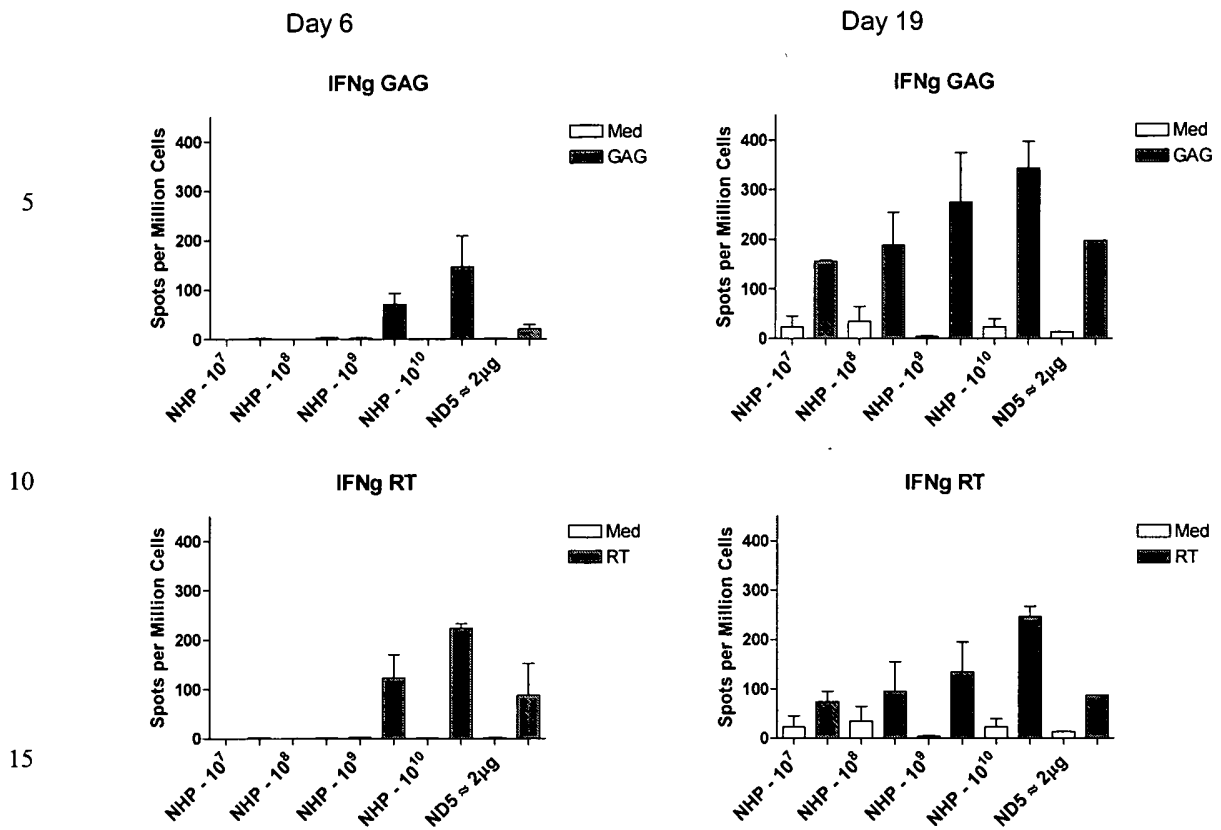 Day 6
Day 19
IFNg GAG
Med
GAG
Spots per Million Cells
400
300
200
100
0
NHP - 10⁷
NHP - 10⁸
NHP - 10⁹
NHP - 10¹⁰
ND5 ≈ 2µg
IFNg GAG
Med
GAG
Spots per Million Cells
400
300
200
100
0
NHP - 10⁷
NHP - 10⁸
NHP - 10⁹
NHP - 10¹⁰
ND5 ≈ 2µg
5
10
IFNg RT
Med
RT
Spots per Million Cells
400
300
200
100
0
NHP - 10⁷
NHP - 10⁸
NHP - 10⁹
NHP - 10¹⁰
ND5 ≈ 2µg
IFNg RT
Med
RT
Spots per Million Cells
400
300
200
100
0
NHP - 10⁷
NHP - 10⁸
NHP - 10⁹
NHP - 10¹⁰
ND5 ≈ 2µg
15